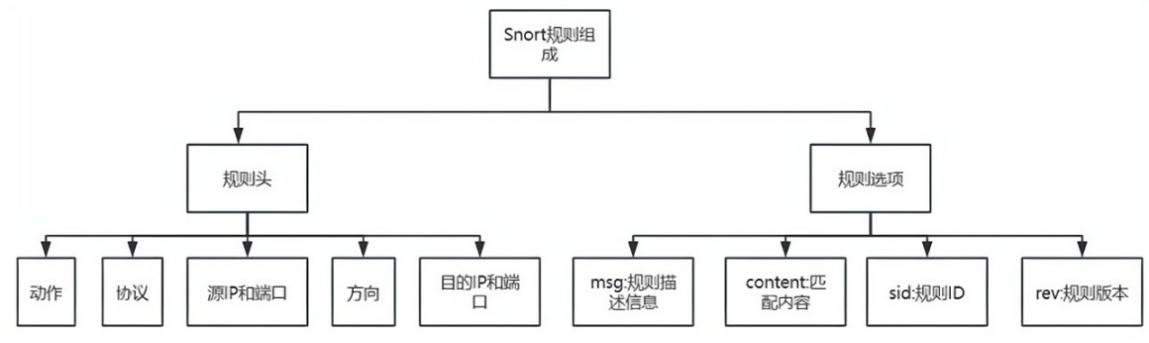 Snort规则组
成
规则头
规则选项
动作
协议
源IP和端口
方向
目的IP和端
口
msg:规则描
述信息
content:匹
配内容
sid:规则ID
rev:规则版本